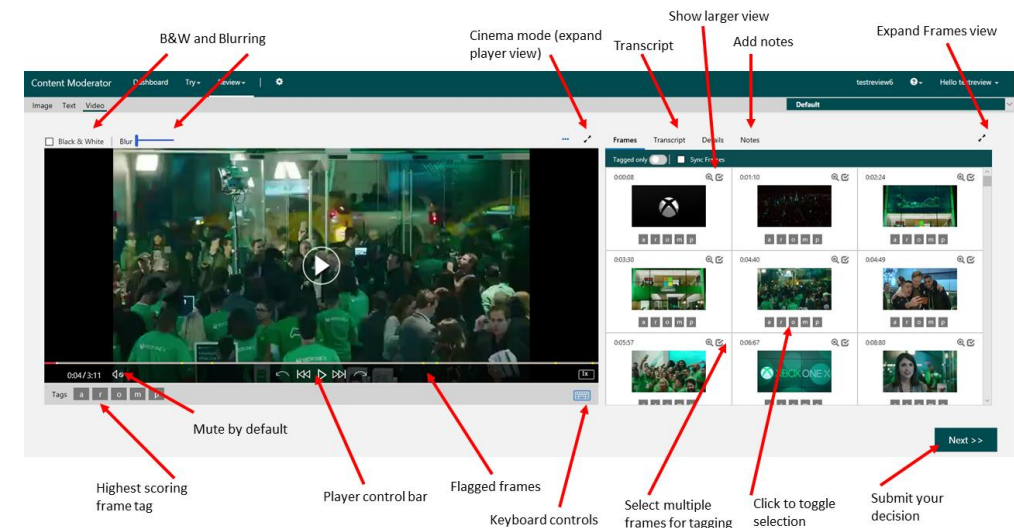 Show larger view
B&W and Blurring
Cinema mode (expand
player view)
Transcript
Add notes
Expand Frames view
Content Moderator Dashboard Try Review testreview6 Hello testreview
Image Text Video Default
Black & White Blur
Frames Transcript Details Notes
Tagged only Sync Frames
0:00:08 0:01:10 0:02:24
a r o m p a r o m p a r o m p
0:03:30 0:04:40 0:04:49
a r o m p a r o m p a r o m p
0:05:57 0:06:67 0:08:80
XBOX ONE X
0:04/3:11 1x
Tags a r o m p
Mute by default
Next >>
Highest scoring
frame tag
Player control bar
Flagged frames
Keyboard controls
Select multiple
frames for tagging
Click to toggle
selection
Submit your
decision